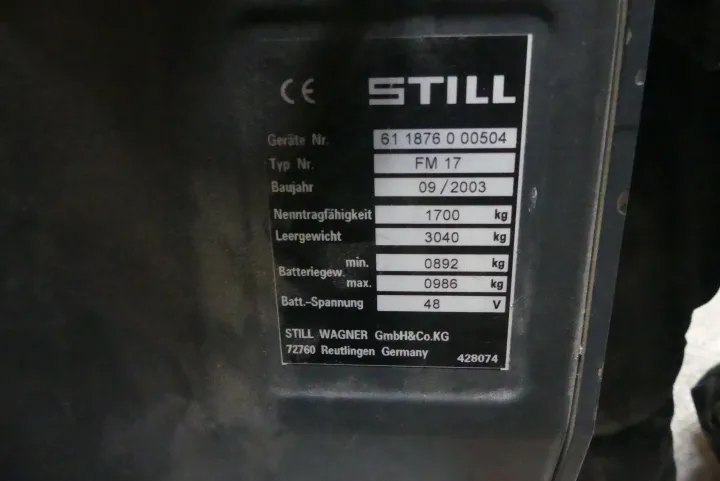 CE STILL
Geräte Nr. 61 1876 0 00504
Typ Nr. FM 17
Baujahr 09/2003
Nenntragfähigkeit 1700 kg
Leergewicht 3040 kg
Batteriegew. min. 0892 kg
max. 0986 kg
Batt.-Spannung 48 V
STILL WAGNER GmbH&Co.KG
72760 Reutlingen Germany 428074